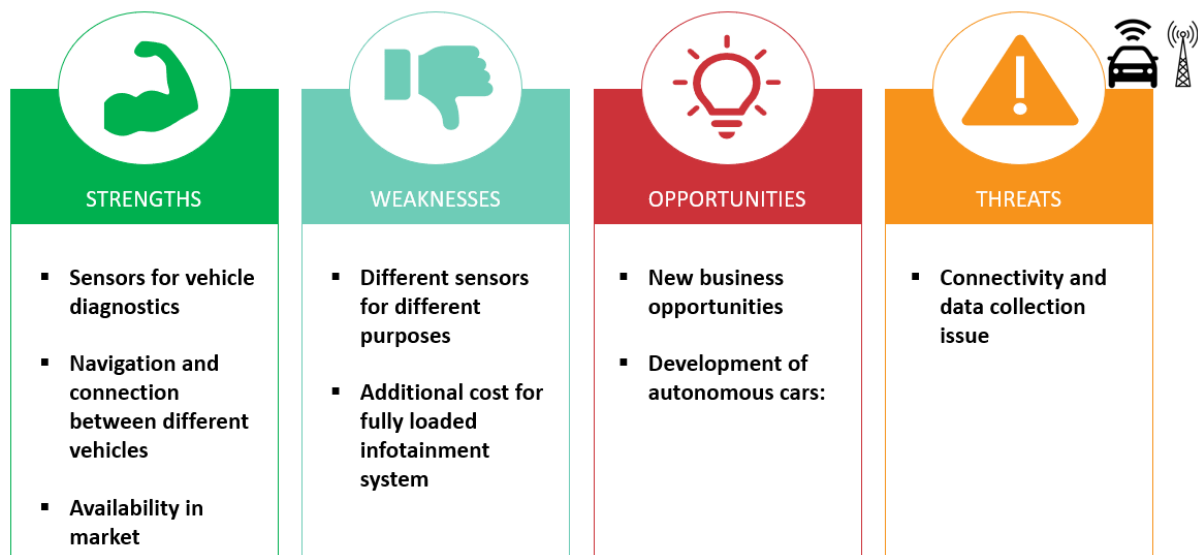 STRENGTHS
▪ Sensors for vehicle
diagnostics
▪ Navigation and
connection
between different
vehicles
▪ Availability in
market
WEAKNESSES
▪ Different sensors
for different
purposes
▪ Additional cost for
fully loaded
infotainment
system
OPPORTUNITIES
▪ New business
opportunities
▪ Development of
autonomous cars:
THREATS
▪ Connectivity and
data collection
issue